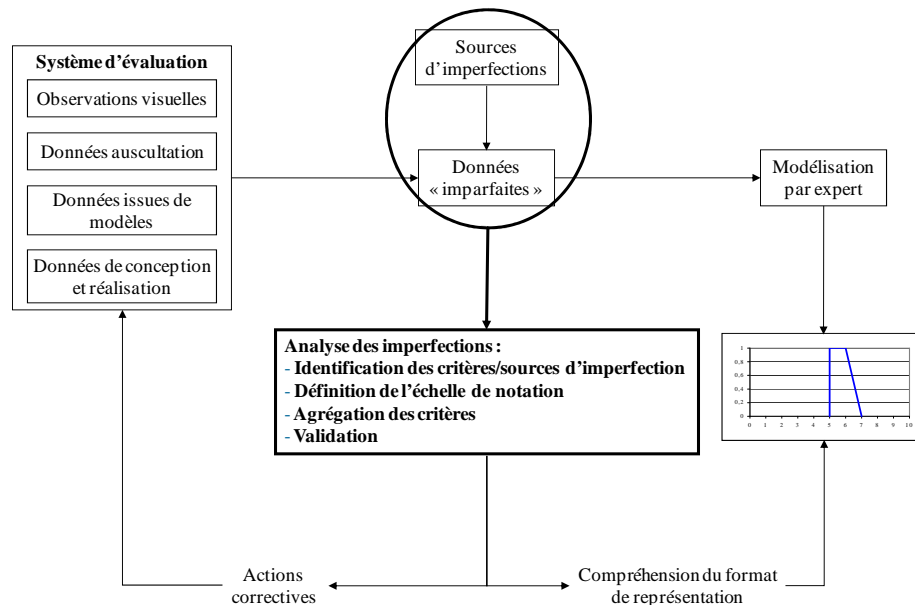 Système d'évaluation
Observations visuelles
Données auscultation
Données issues de
modèles
Données de conception
et réalisation
Sources
d'imperfections
Données
« imparfaites »
Modélisation
par expert
Analyse des imperfections :
- Identification des critères/sources d'imperfection
- Définition de l'échelle de notation
- Agrégation des critères
- Validation
1
0,8
0,6
0,4
0,2
0
0 1 2 3 4 5 6 7 8 9 10
Actions
correctives
Compréhension du format
de représentation